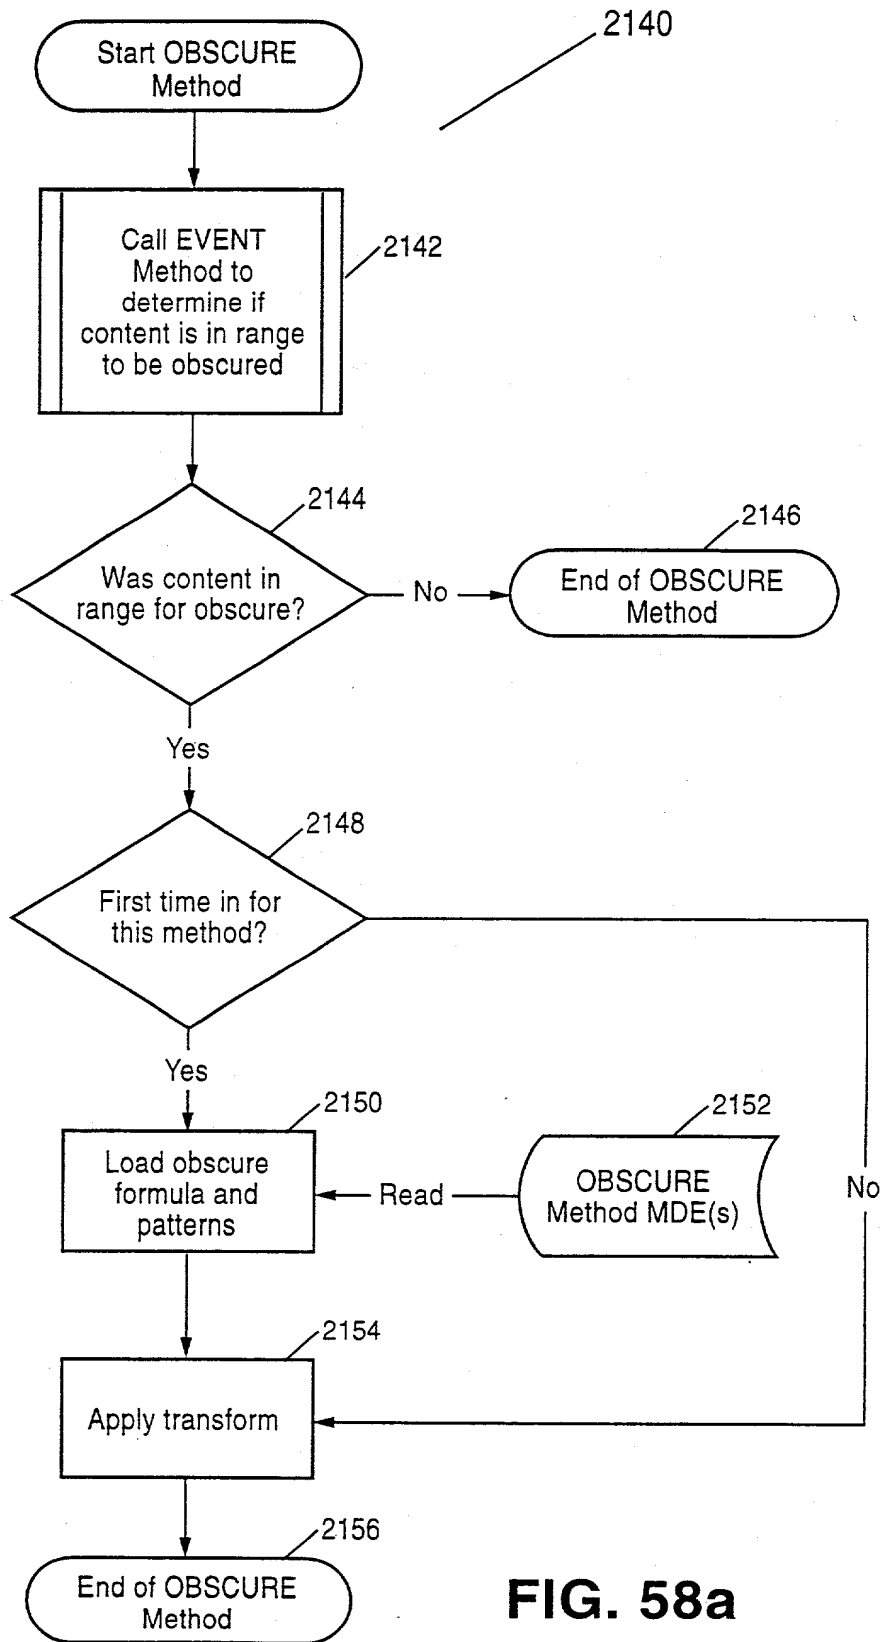 2140
Start OBSCURE
Method
Call EVENT
Method to
determine if
content is in range
to be obscured
2142
2144
Was content in
range for obscure?
No
2146
End of OBSCURE
Method
Yes
2148
First time in for
this method?
Yes
2150
Load obscure
formula and
patterns
Read
2152
OBSCURE
Method MDE(s)
No
2154
Apply transform
2156
End of OBSCURE
Method
FIG. 58a